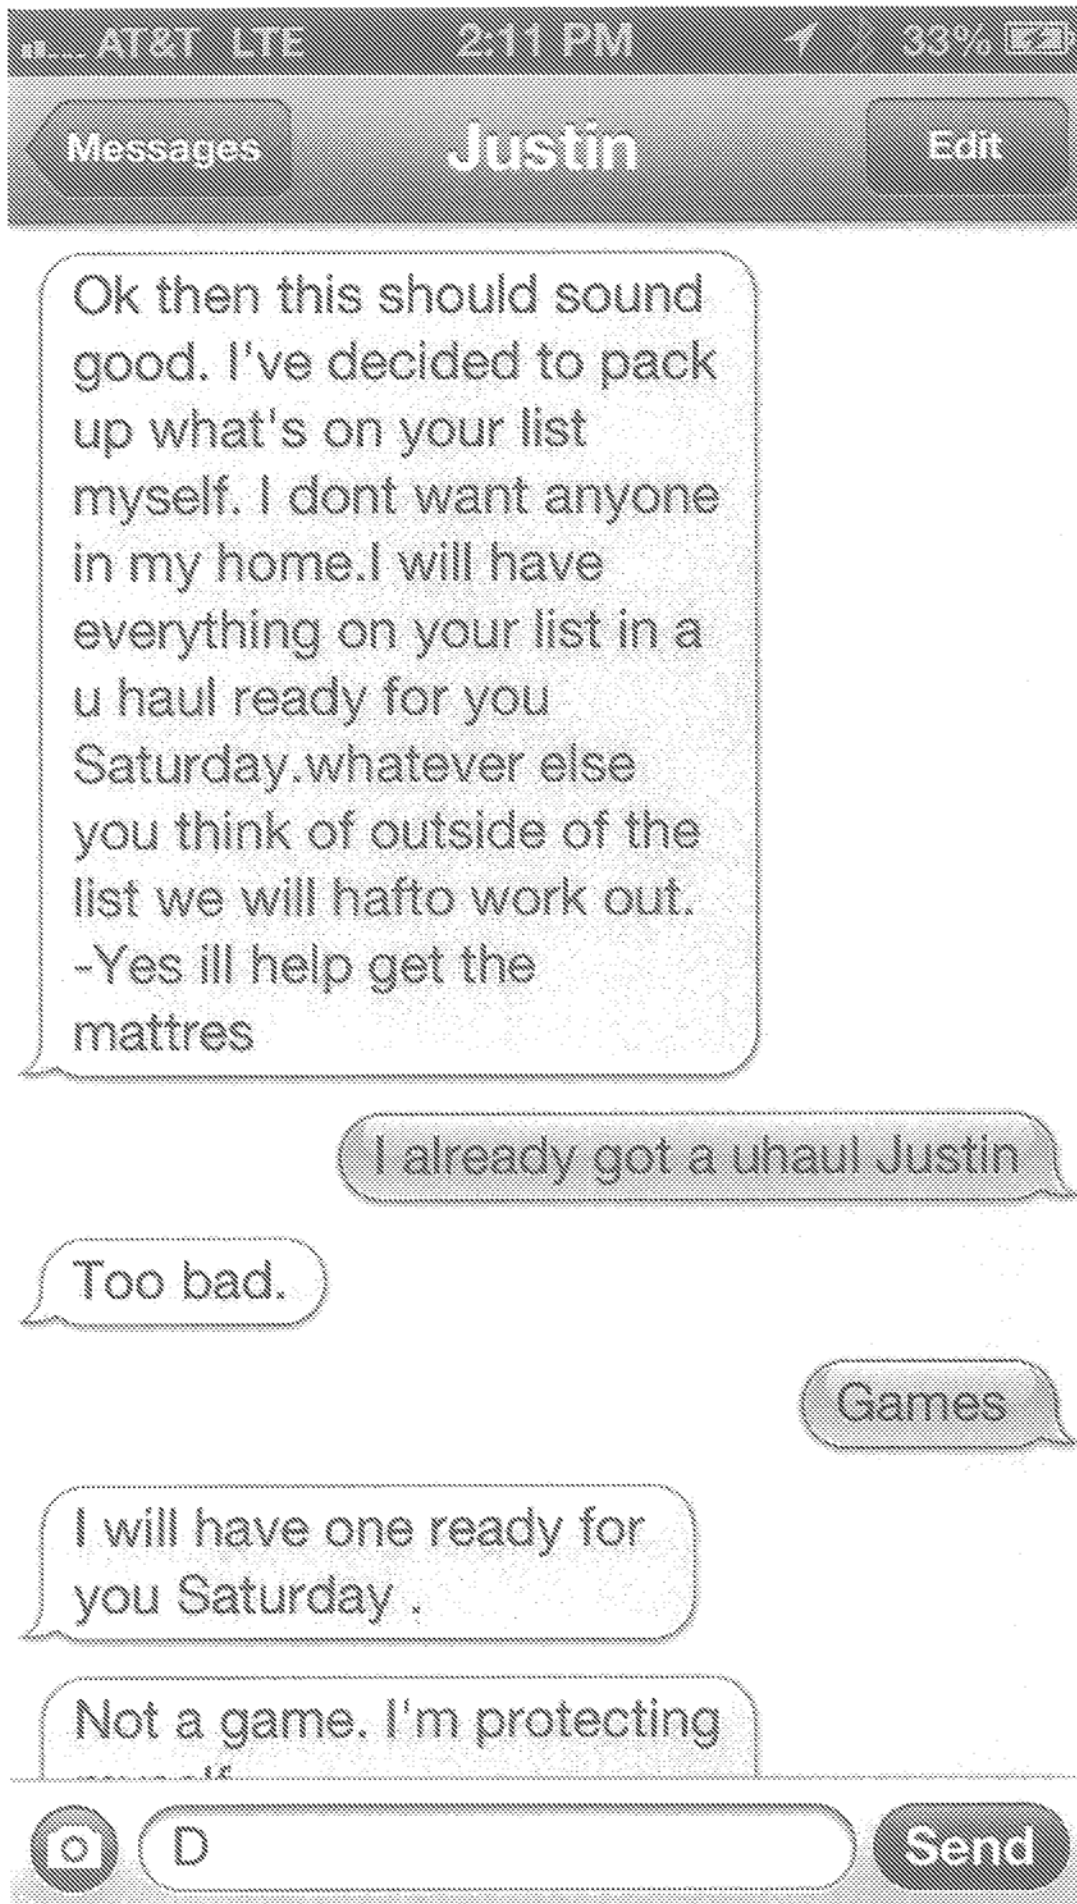 AT&T LTE 2:11 PM 33%
Messages Justin Edit
Ok then this should sound
good. I've decided to pack
up what's on your list
myself. I dont want anyone
in my home.I will have
everything on your list in a
u haul ready for you
Saturday.whatever else
you think of outside of the
list we will hafto work out.
-Yes ill help get the
mattres
I already got a uhaul Justin
Too bad.
Games
I will have one ready for
you Saturday .
Not a game. I'm protecting
D Send